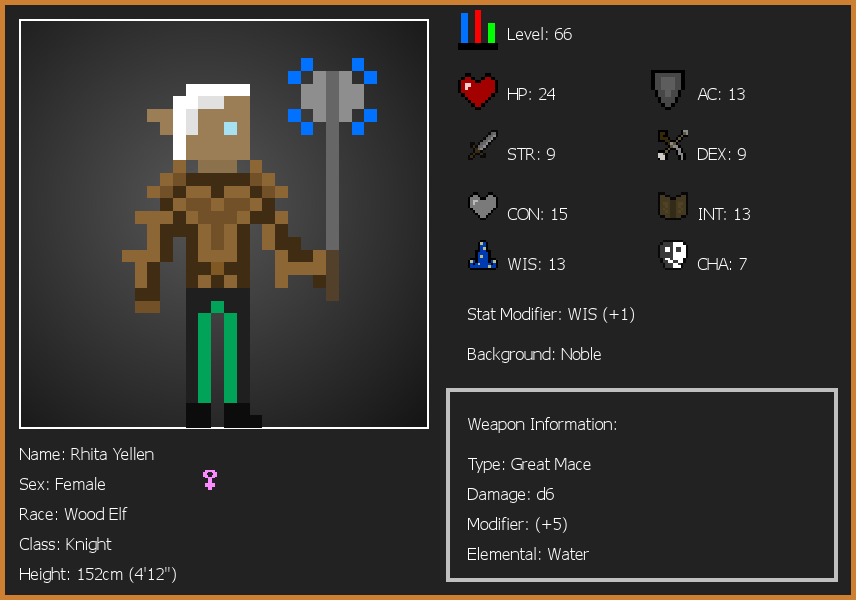 Level: 66
HP: 24
AC: 13
STR: 9
DEX: 9
CON: 15
INT: 13
WIS: 13
CHA: 7
Stat Modifier: WIS (+1)
Background: Noble
Weapon Information:
Type: Great Mace
Damage: d6
Modifier: (+5)
Elemental: Water
Name: Rhita Yellen
Sex: Female
Race: Wood Elf
Class: Knight
Height: 152cm (4'12")